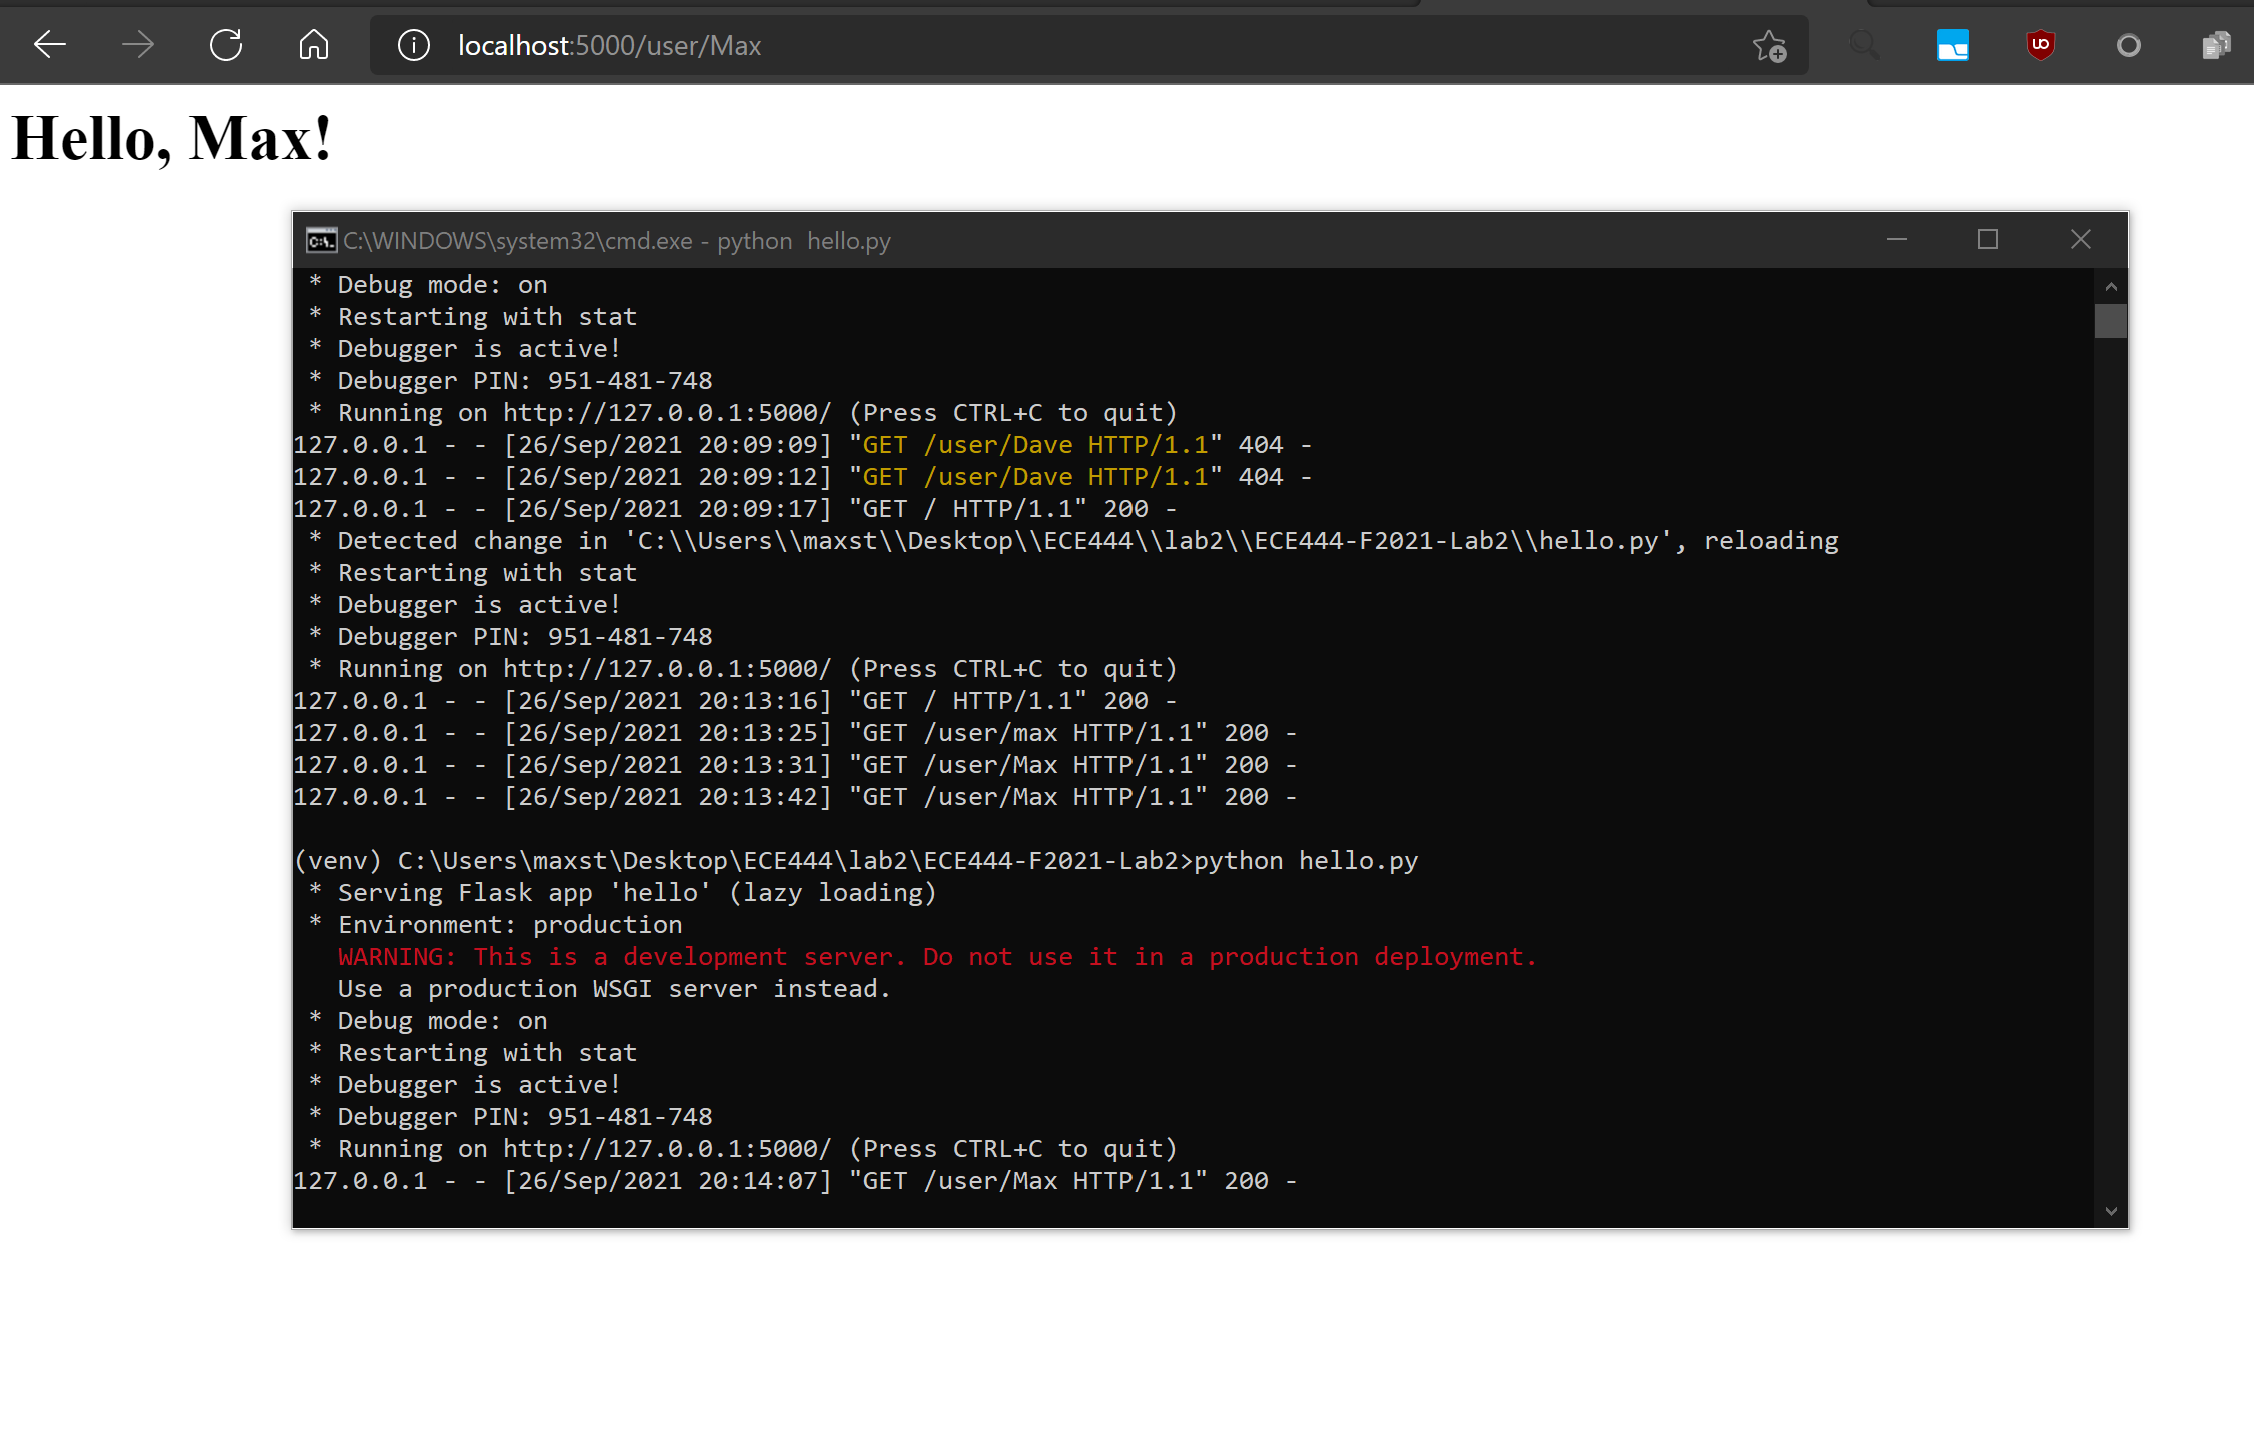 localhost:5000/user/Max
Hello, Max!
C:\WINDOWS\system32\cmd.exe - python  hello.py
 * Debug mode: on
 * Restarting with stat
 * Debugger is active!
 * Debugger PIN: 951-481-748
 * Running on http://127.0.0.1:5000/ (Press CTRL+C to quit)
127.0.0.1 - - [26/Sep/2021 20:09:09] "GET /user/Dave HTTP/1.1" 404 -
127.0.0.1 - - [26/Sep/2021 20:09:12] "GET /user/Dave HTTP/1.1" 404 -
127.0.0.1 - - [26/Sep/2021 20:09:17] "GET / HTTP/1.1" 200 -
 * Detected change in 'C:\\Users\\maxst\\Desktop\\ECE444\\lab2\\ECE444-F2021-Lab2\\hello.py', reloading
 * Restarting with stat
 * Debugger is active!
 * Debugger PIN: 951-481-748
 * Running on http://127.0.0.1:5000/ (Press CTRL+C to quit)
127.0.0.1 - - [26/Sep/2021 20:13:16] "GET / HTTP/1.1" 200 -
127.0.0.1 - - [26/Sep/2021 20:13:25] "GET /user/max HTTP/1.1" 200 -
127.0.0.1 - - [26/Sep/2021 20:13:31] "GET /user/Max HTTP/1.1" 200 -
127.0.0.1 - - [26/Sep/2021 20:13:42] "GET /user/Max HTTP/1.1" 200 -
(venv) C:\Users\maxst\Desktop\ECE444\lab2\ECE444-F2021-Lab2>python hello.py
 * Serving Flask app 'hello' (lazy loading)
 * Environment: production
   WARNING: This is a development server. Do not use it in a production deployment.
   Use a production WSGI server instead.
 * Debug mode: on
 * Restarting with stat
 * Debugger is active!
 * Debugger PIN: 951-481-748
 * Running on http://127.0.0.1:5000/ (Press CTRL+C to quit)
127.0.0.1 - - [26/Sep/2021 20:14:07] "GET /user/Max HTTP/1.1" 200 -